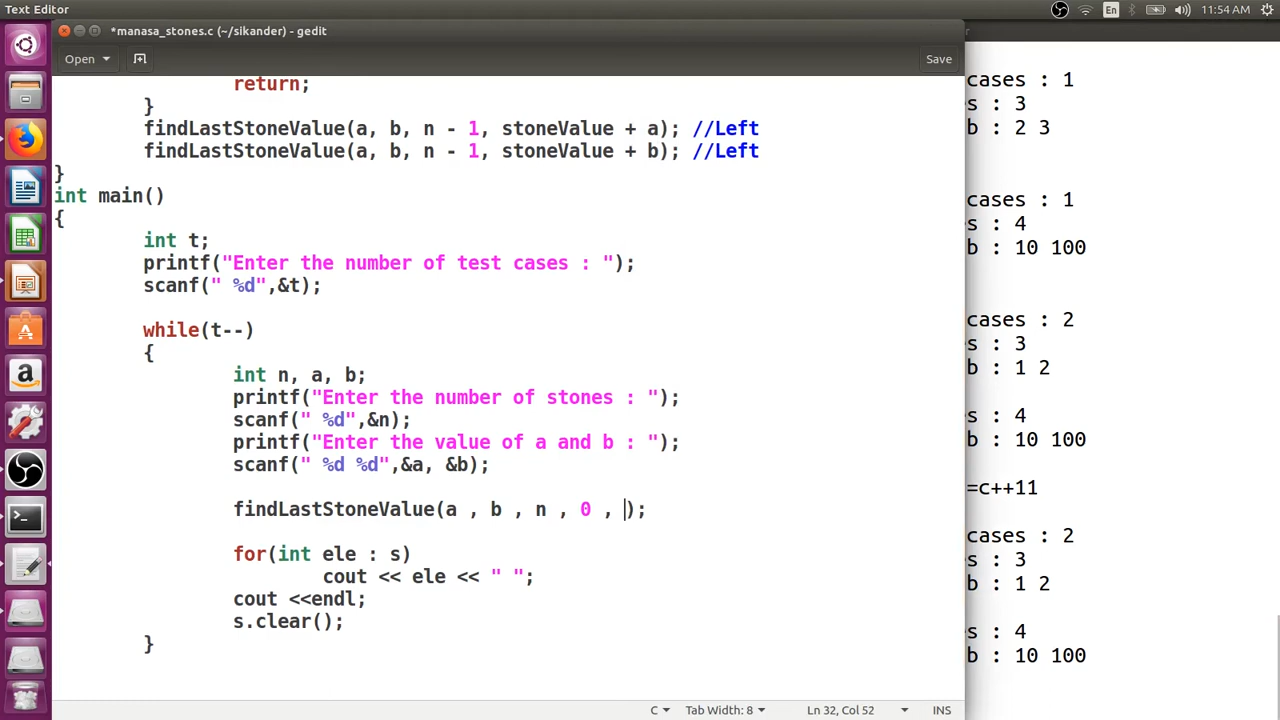 Text Editor
En
11:54 AM
*manasa_stones.c (~/sikander) - gedit
Open
Save
return;
}
findLastStoneValue(a, b, n - 1, stoneValue + a); //Left
findLastStoneValue(a, b, n - 1, stoneValue + b); //Left
}
int main()
{
int t;
printf("Enter the number of test cases : ");
scanf(" %d",&t);
while(t--)
{
int n, a, b;
printf("Enter the number of stones : ");
scanf(" %d",&n);
printf("Enter the value of a and b : ");
scanf(" %d %d",&a, &b);
findLastStoneValue(a , b , n , 0 , );
for(int ele : s)
cout << ele << " ";
cout <<endl;
s.clear();
}
C
Tab Width: 8
Ln 32, Col 52
INS
cases : 1
s : 3
b : 2 3
cases : 1
s : 4
b : 10 100
cases : 2
s : 3
b : 1 2
s : 4
b : 10 100
=c++11
cases : 2
s : 3
b : 1 2
s : 4
b : 10 100